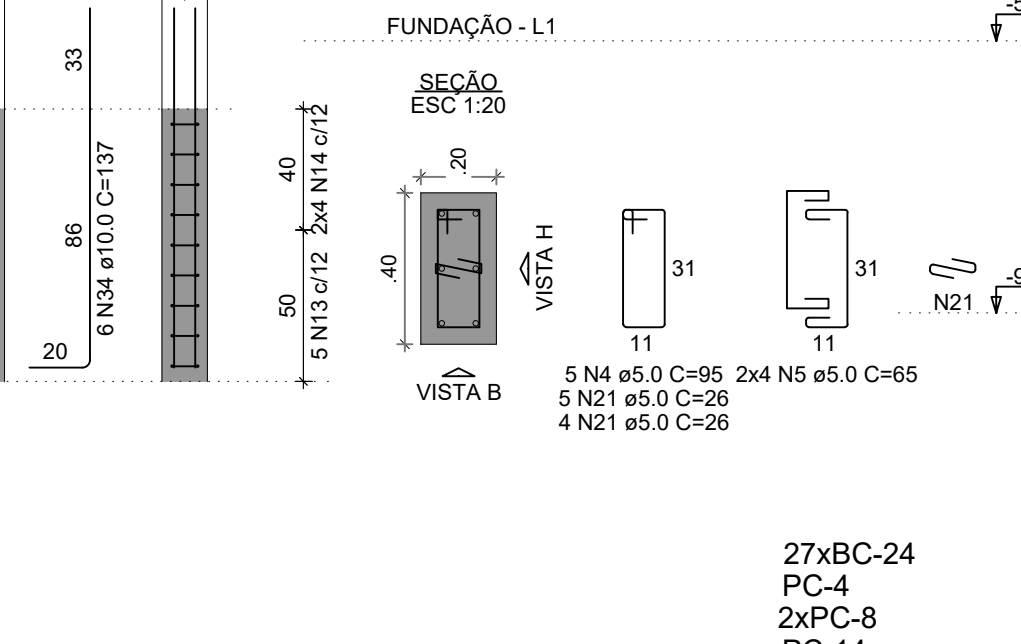 33
86
6 N34 ø10.0 C=137
20
40
2x4 N14 c/12
50
5 N13 c/12
FUNDAÇÃO - L1
SEÇÃO
ESC 1:20
.20
.40
VISTA H
VISTA B
31
11
5 N4 ø5.0 C=95
5 N21 ø5.0 C=26
4 N21 ø5.0 C=26
31
11
2x4 N5 ø5.0 C=65
N21
27xBC-24
PC-4
2xPC-8